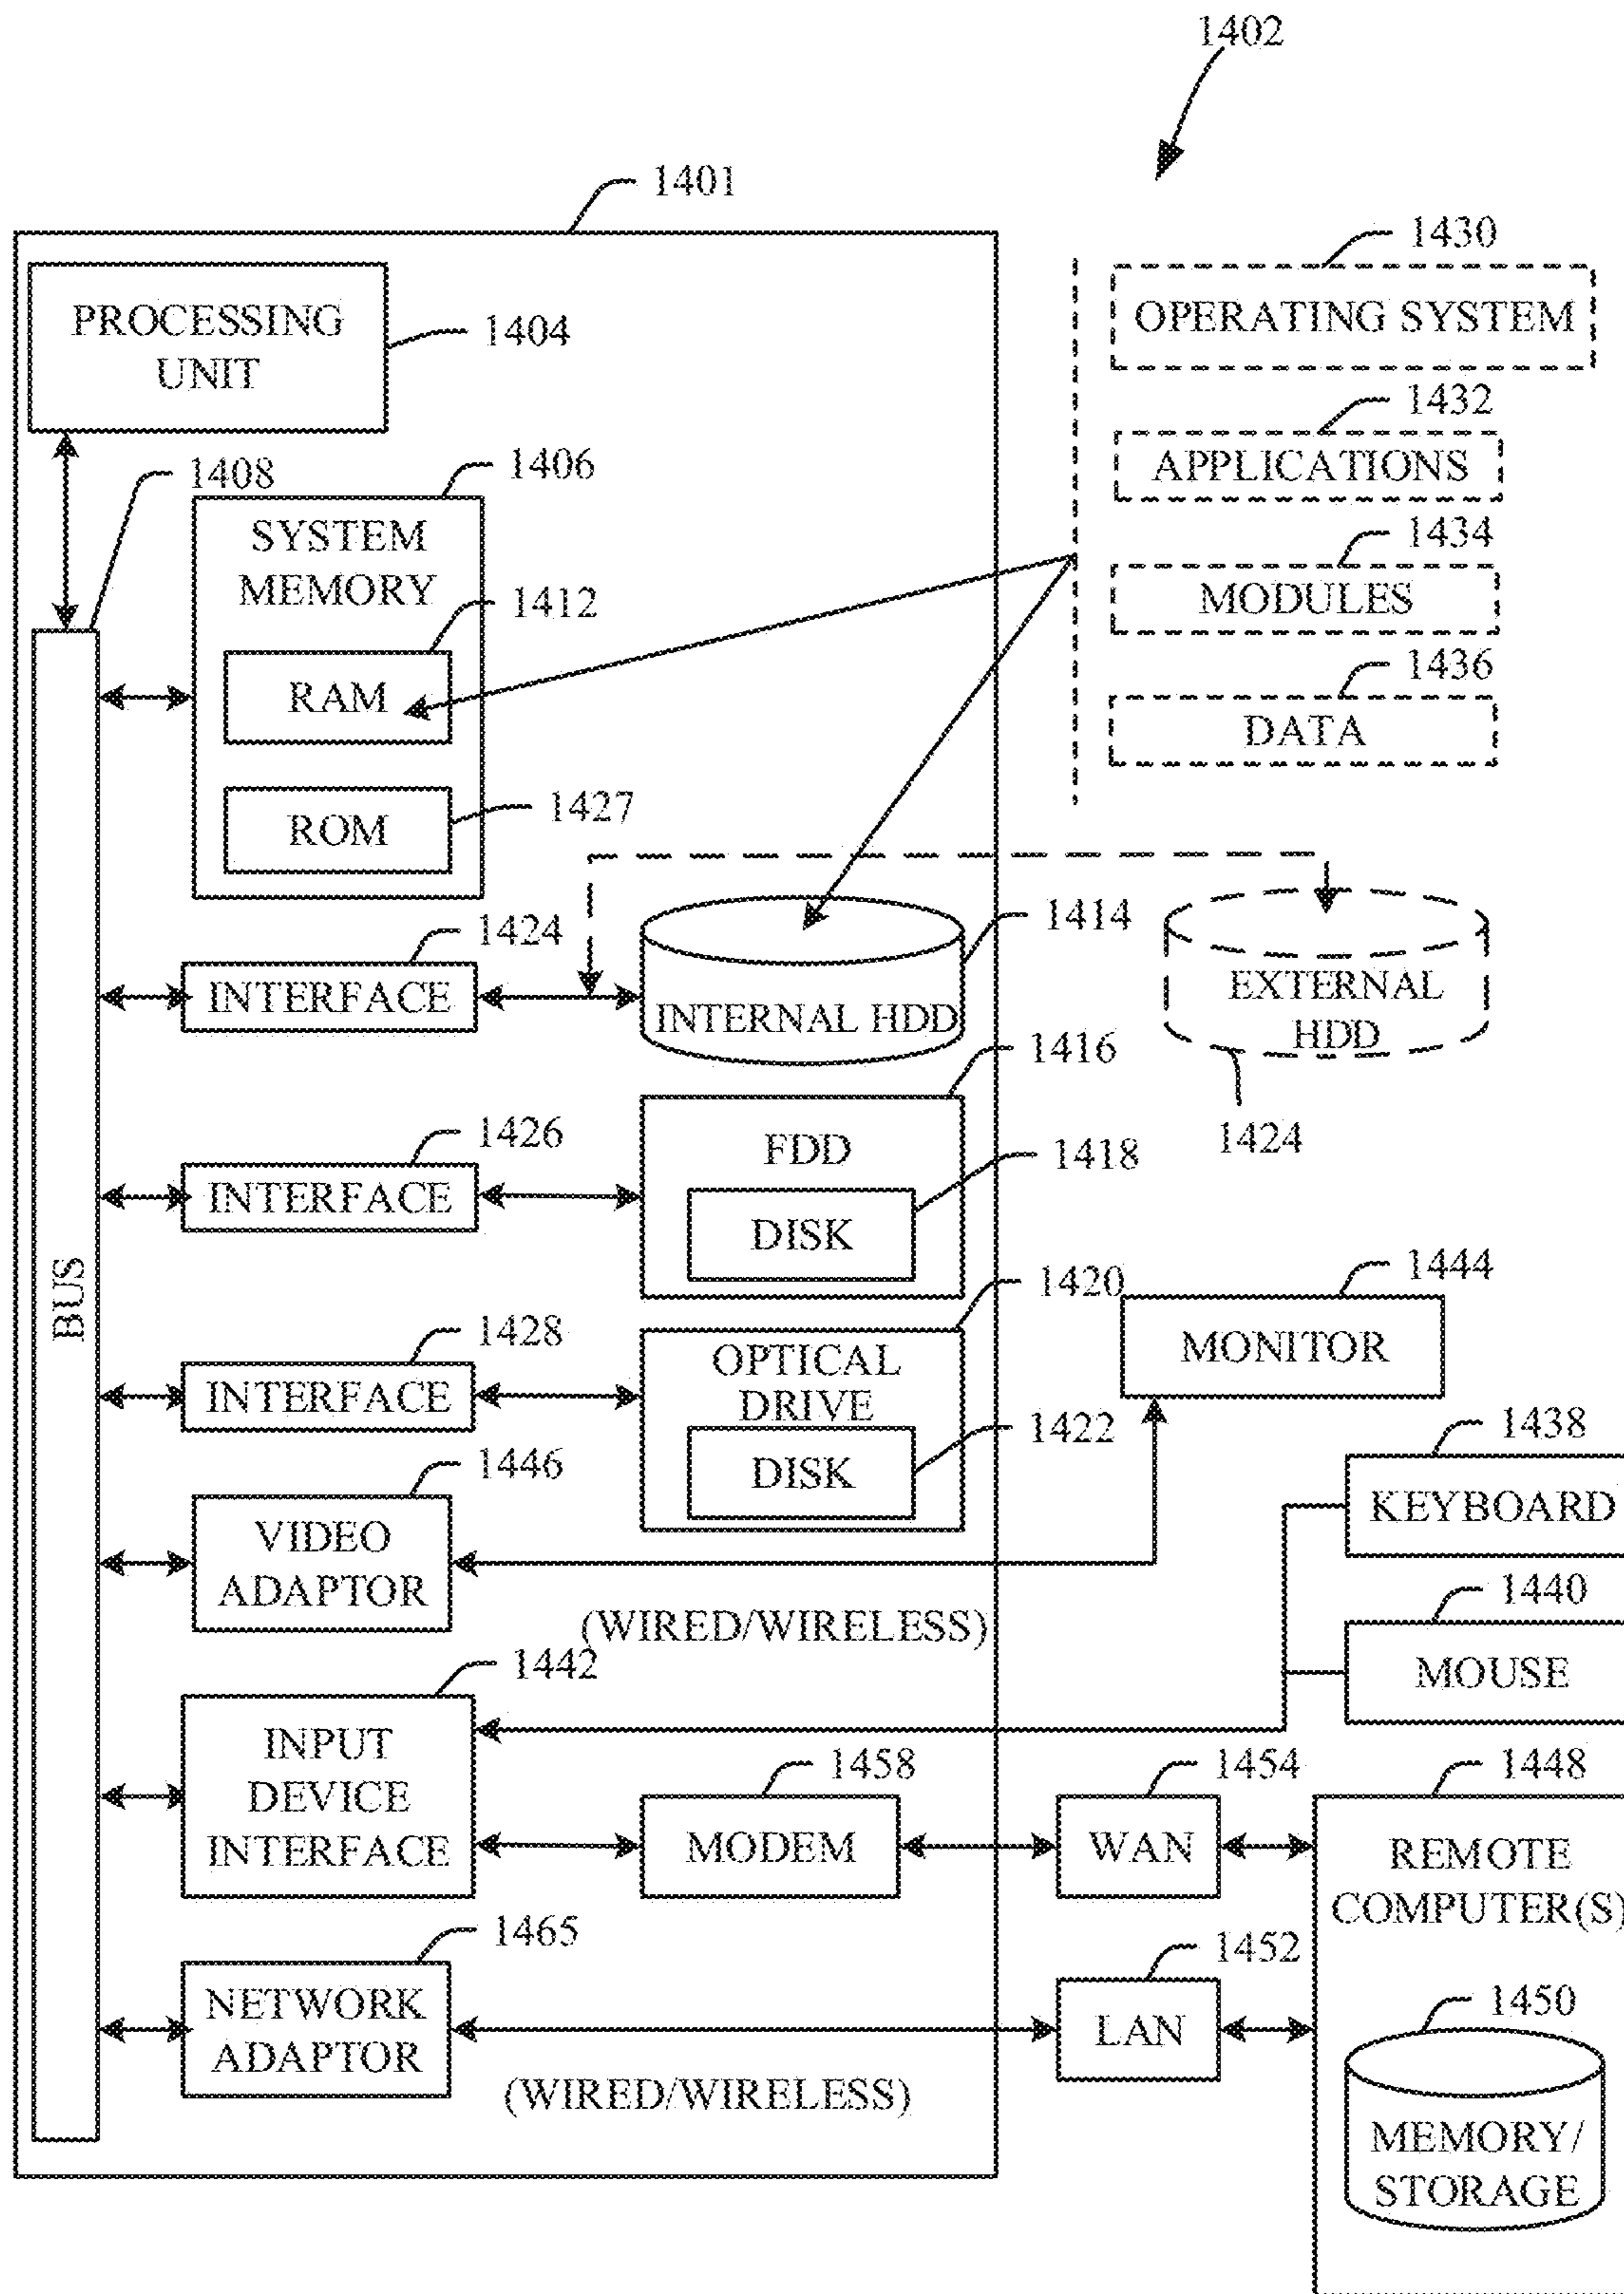 1402
1401
1430
PROCESSING
UNIT
1404
OPERATING SYSTEM
1432
APPLICATIONS
1408
1406
SYSTEM
MEMORY
1434
MODULES
1412
RAM
1436
DATA
1427
ROM
1424
INTERFACE
1414
INTERNAL HDD
EXTERNAL
HDD
1424
1416
FDD
1426
INTERFACE
1418
DISK
BUS
1420
1444
MONITOR
1428
INTERFACE
OPTICAL
DRIVE
1422
DISK
1438
KEYBOARD
1446
VIDEO
ADAPTOR
(WIRED/WIRELESS)
1440
MOUSE
1442
INPUT
DEVICE
INTERFACE
1458
MODEM
1454
WAN
1448
REMOTE
COMPUTER(S)
1465
NETWORK
ADAPTOR
(WIRED/WIRELESS)
1452
LAN
1450
MEMORY/
STORAGE